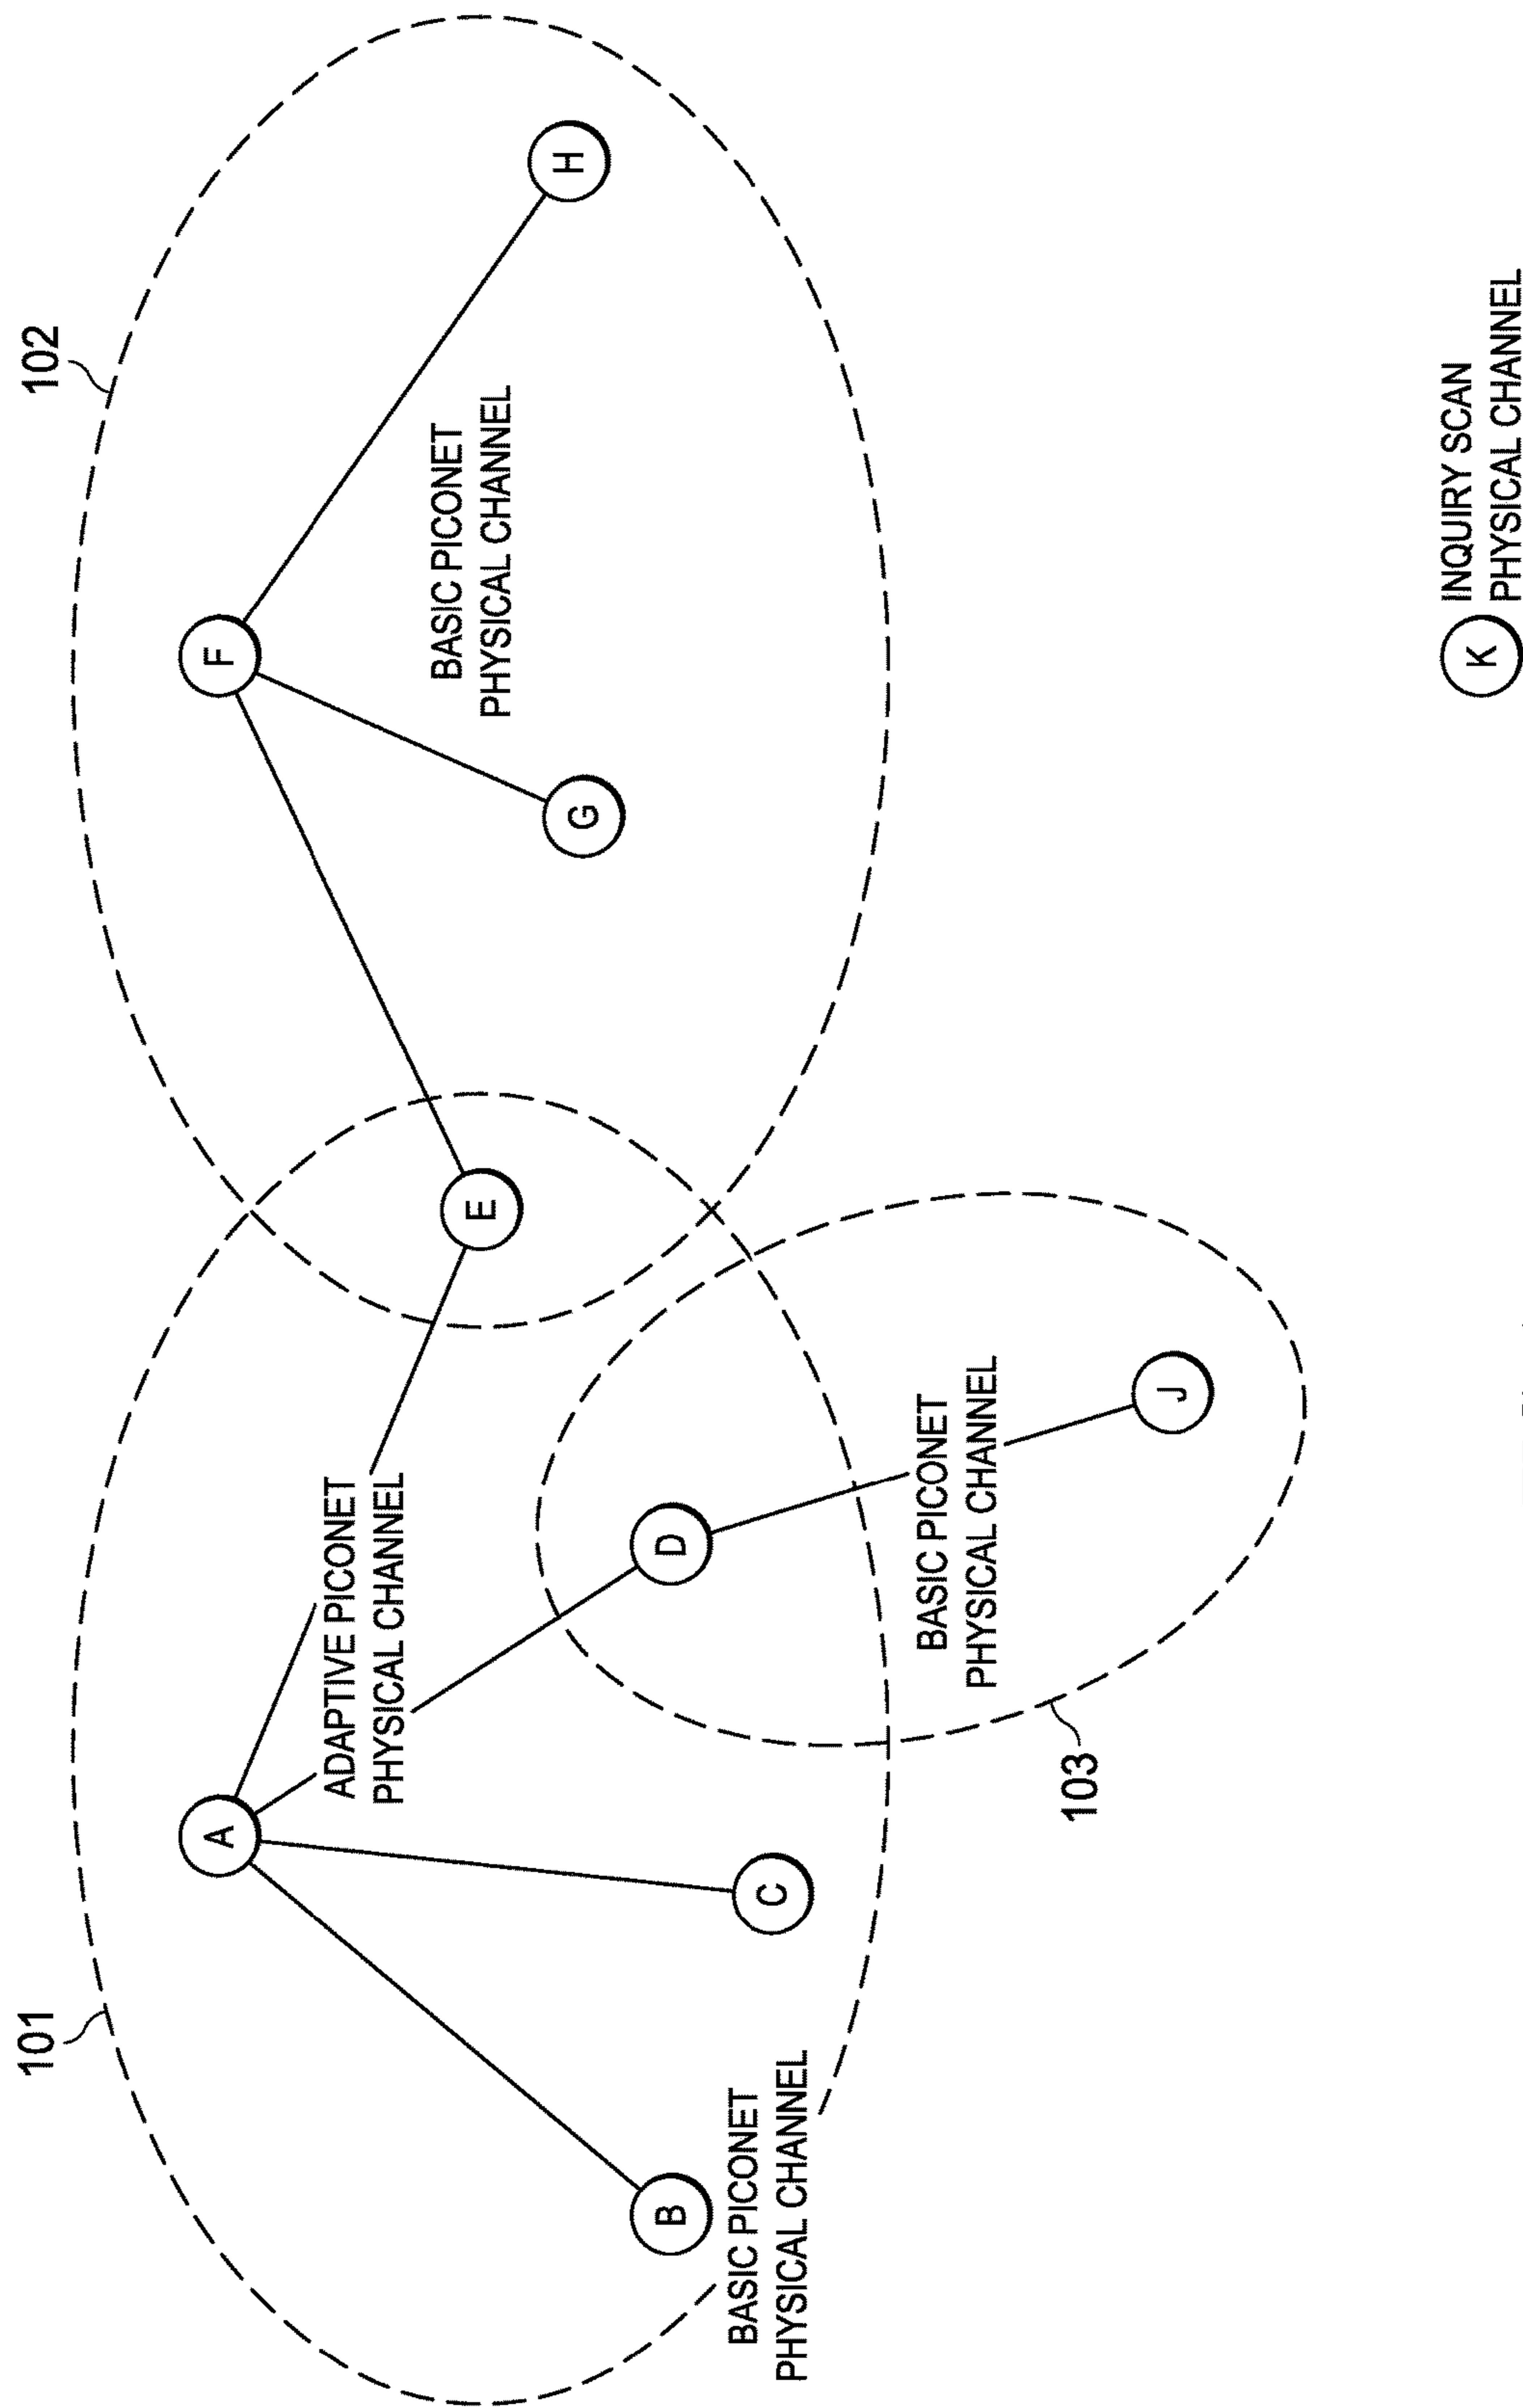 101
102
A
F
ADAPTIVE PICONET
PHYSICAL CHANNEL
E
BASIC PICONET
PHYSICAL CHANNEL
H
G
B
D
C
BASIC PICONET
PHYSICAL CHANNEL
BASIC PICONET
PHYSICAL CHANNEL
103
J
K
INQUIRY SCAN
PHYSICAL CHANNEL